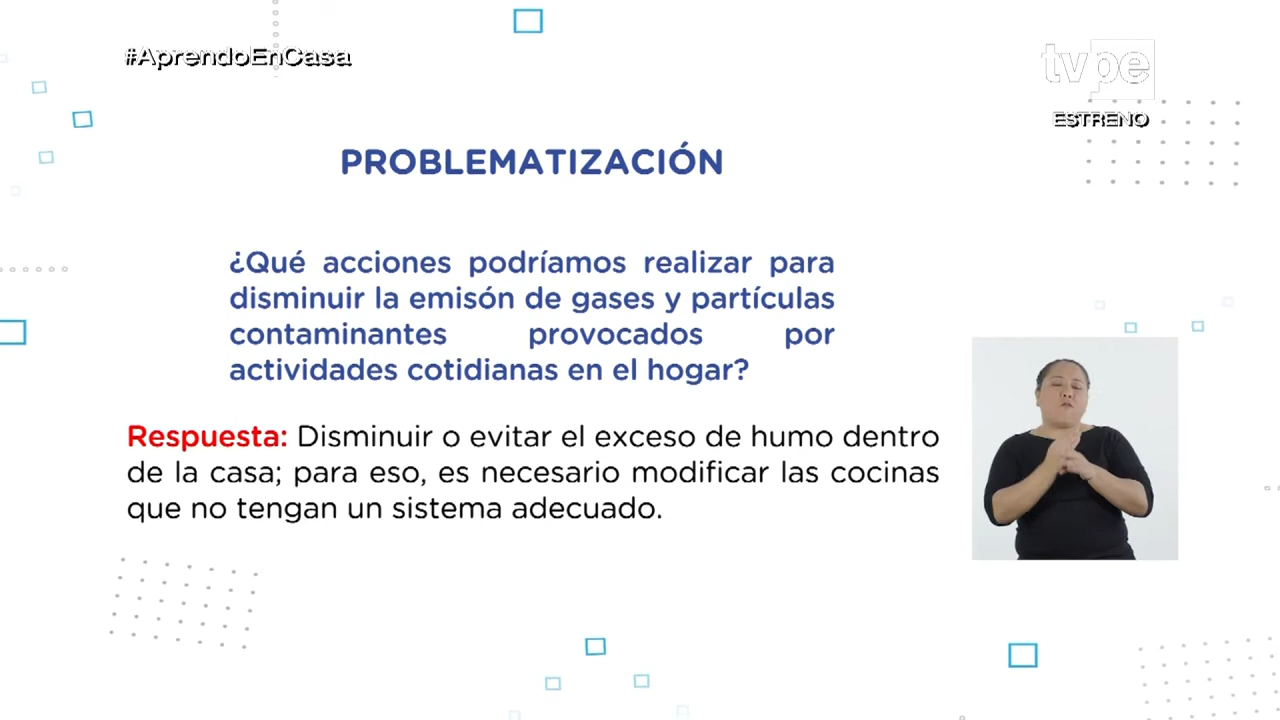 #AprendoEnCasa
tvpe
ESTRENO
PROBLEMATIZACIÓN
¿Qué acciones podríamos realizar para
disminuir la emisón de gases y partículas
contaminantes provocados por
actividades cotidianas en el hogar?
Respuesta: Disminuir o evitar el exceso de humo dentro
de la casa; para eso, es necesario modificar las cocinas
que no tengan un sistema adecuado.